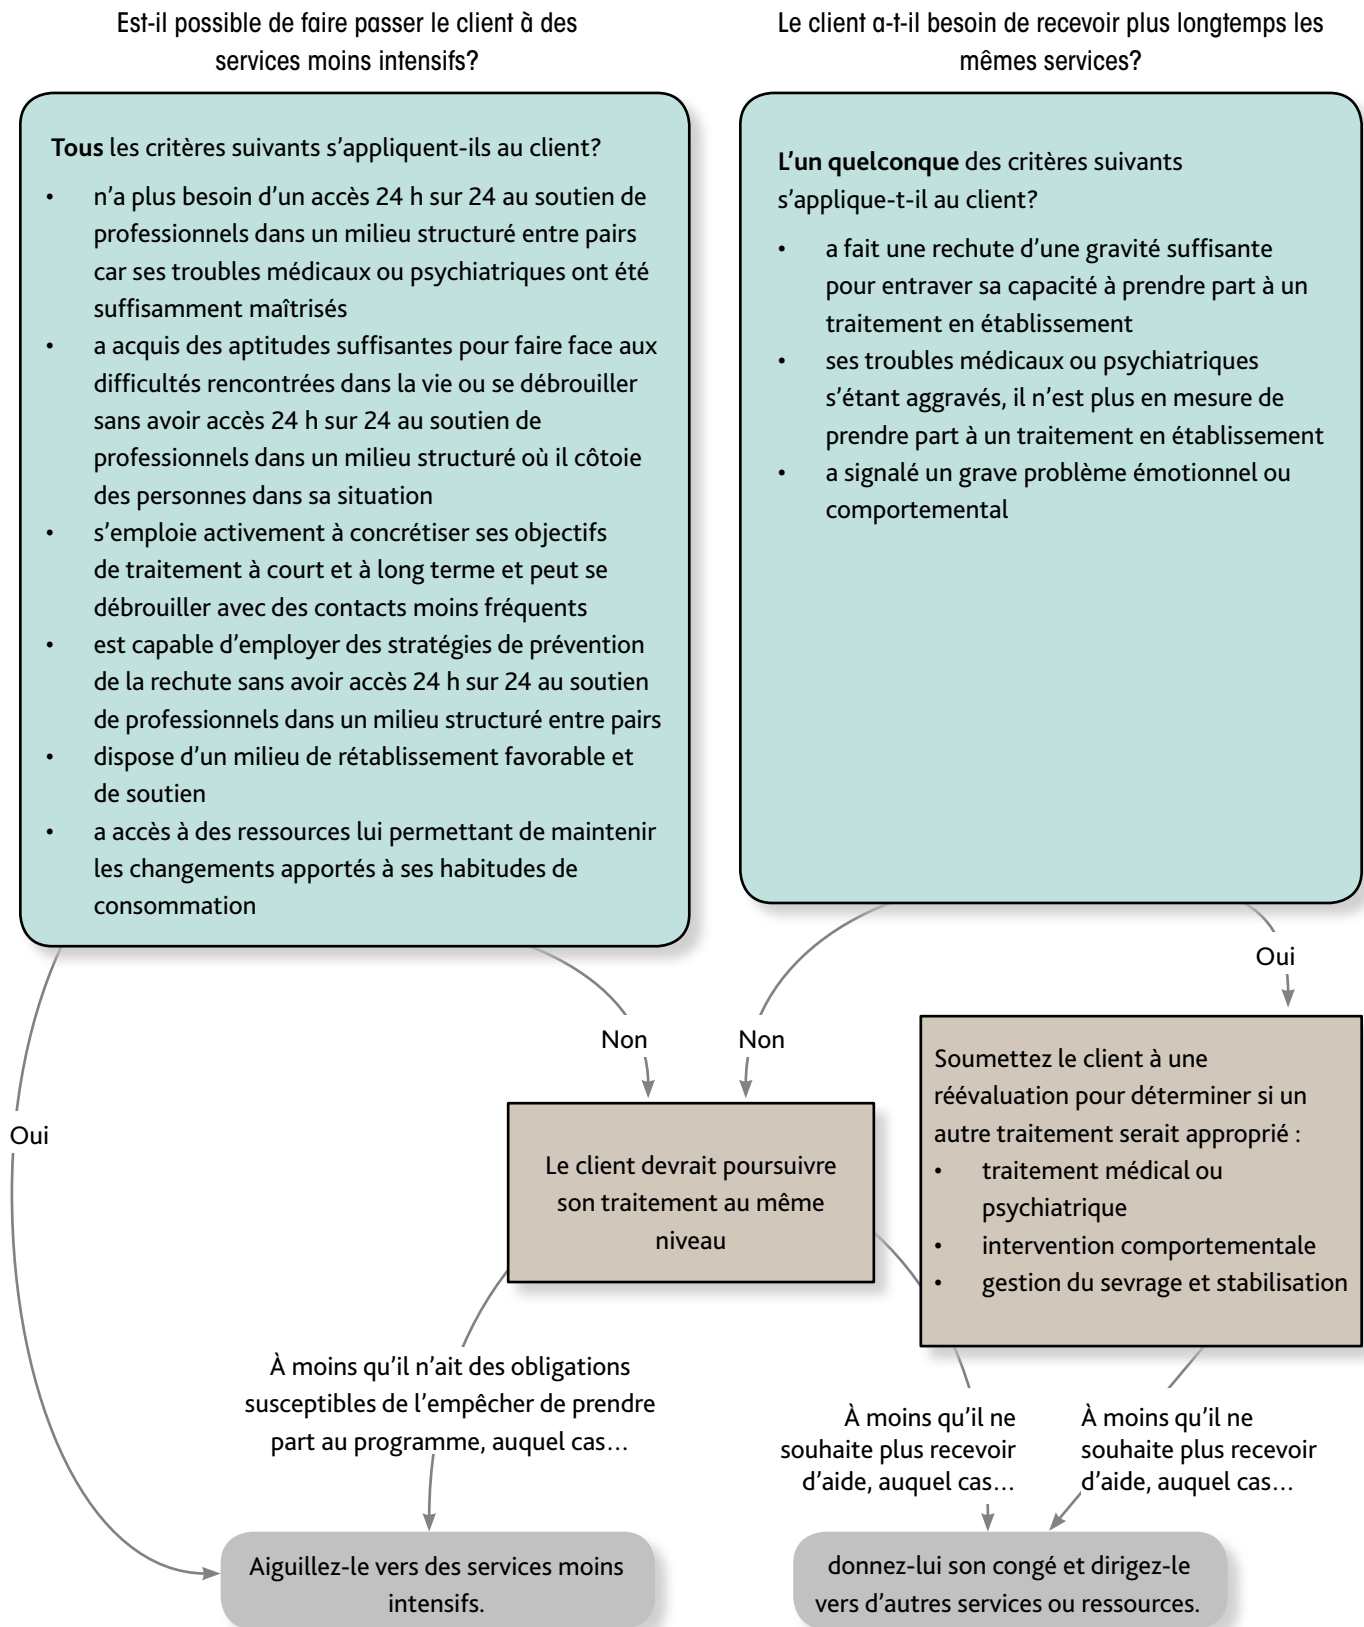 Est-il possible de faire passer le client à des
services moins intensifs?
Tous les critères suivants s'appliquent-ils au client?
• n'a plus besoin d'un accès 24 h sur 24 au soutien de
professionnels dans un milieu structuré entre pairs
car ses troubles médicaux ou psychiatriques ont été
suffisamment maîtrisés
• a acquis des aptitudes suffisantes pour faire face aux
difficultés rencontrées dans la vie ou se débrouiller
sans avoir accès 24 h sur 24 au soutien de
professionnels dans un milieu structuré où il côtoie
des personnes dans sa situation
• s'emploie activement à concrétiser ses objectifs
de traitement à court et à long terme et peut se
débrouiller avec des contacts moins fréquents
• est capable d'employer des stratégies de prévention
de la rechute sans avoir accès 24 h sur 24 au soutien
de professionnels dans un milieu structuré entre pairs
• dispose d'un milieu de rétablissement favorable et
de soutien
• a accès à des ressources lui permettant de maintenir
les changements apportés à ses habitudes de
consommation
Le client a-t-il besoin de recevoir plus longtemps les
mêmes services?
L'un quelconque des critères suivants
s'applique-t-il au client?
• a fait une rechute d'une gravité suffisante
pour entraver sa capacité à prendre part à un
traitement en établissement
• ses troubles médicaux ou psychiatriques
s'étant aggravés, il n'est plus en mesure de
prendre part à un traitement en établissement
• a signalé un grave problème émotionnel ou
comportemental
Oui
Non
Non
Oui
Le client devrait poursuivre
son traitement au même
niveau
Soumettez le client à une
réévaluation pour déterminer si un
autre traitement serait approprié :
• traitement médical ou
psychiatrique
• intervention comportementale
• gestion du sevrage et stabilisation
À moins qu'il n'ait des obligations
susceptibles de l'empêcher de prendre
part au programme, auquel cas…
À moins qu'il ne
souhaite plus recevoir
d'aide, auquel cas…
À moins qu'il ne
souhaite plus recevoir
d'aide, auquel cas…
Aiguillez-le vers des services moins
intensifs.
donnez-lui son congé et dirigez-le
vers d'autres services ou ressources.